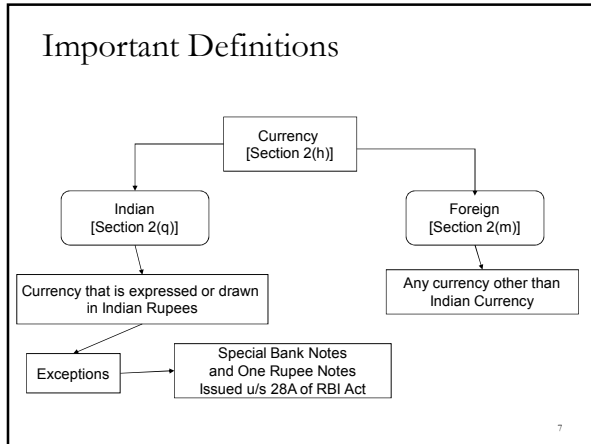 Important Definitions
Currency
[Section 2(h)]
Indian
[Section 2(q)]
Foreign
[Section 2(m)]
Currency that is expressed or drawn
in Indian Rupees
Any currency other than
Indian Currency
Exceptions
Special Bank Notes
and One Rupee Notes
Issued u/s 28A of RBI Act
7